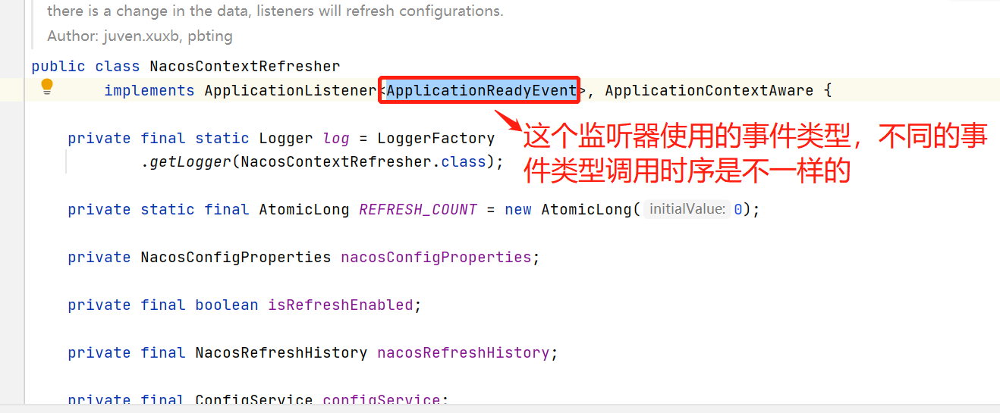 there is a change in the data, listeners will refresh configurations.
Author: juven.xuxb, pbting
public class NacosContextRefresher
implements ApplicationListener<ApplicationReadyEvent>, ApplicationContextAware {
private final static Logger log = LoggerFactory
.getLogger(NacosContextRefresher.class);
这个监听器使用的事件类型，不同的事
件类型调用时序是不一样的
private static final AtomicLong REFRESH_COUNT = new AtomicLong( initialValue: 0);
private NacosConfigProperties nacosConfigProperties;
private final boolean isRefreshEnabled;
private final NacosRefreshHistory nacosRefreshHistory;
private final ConfigService configService;